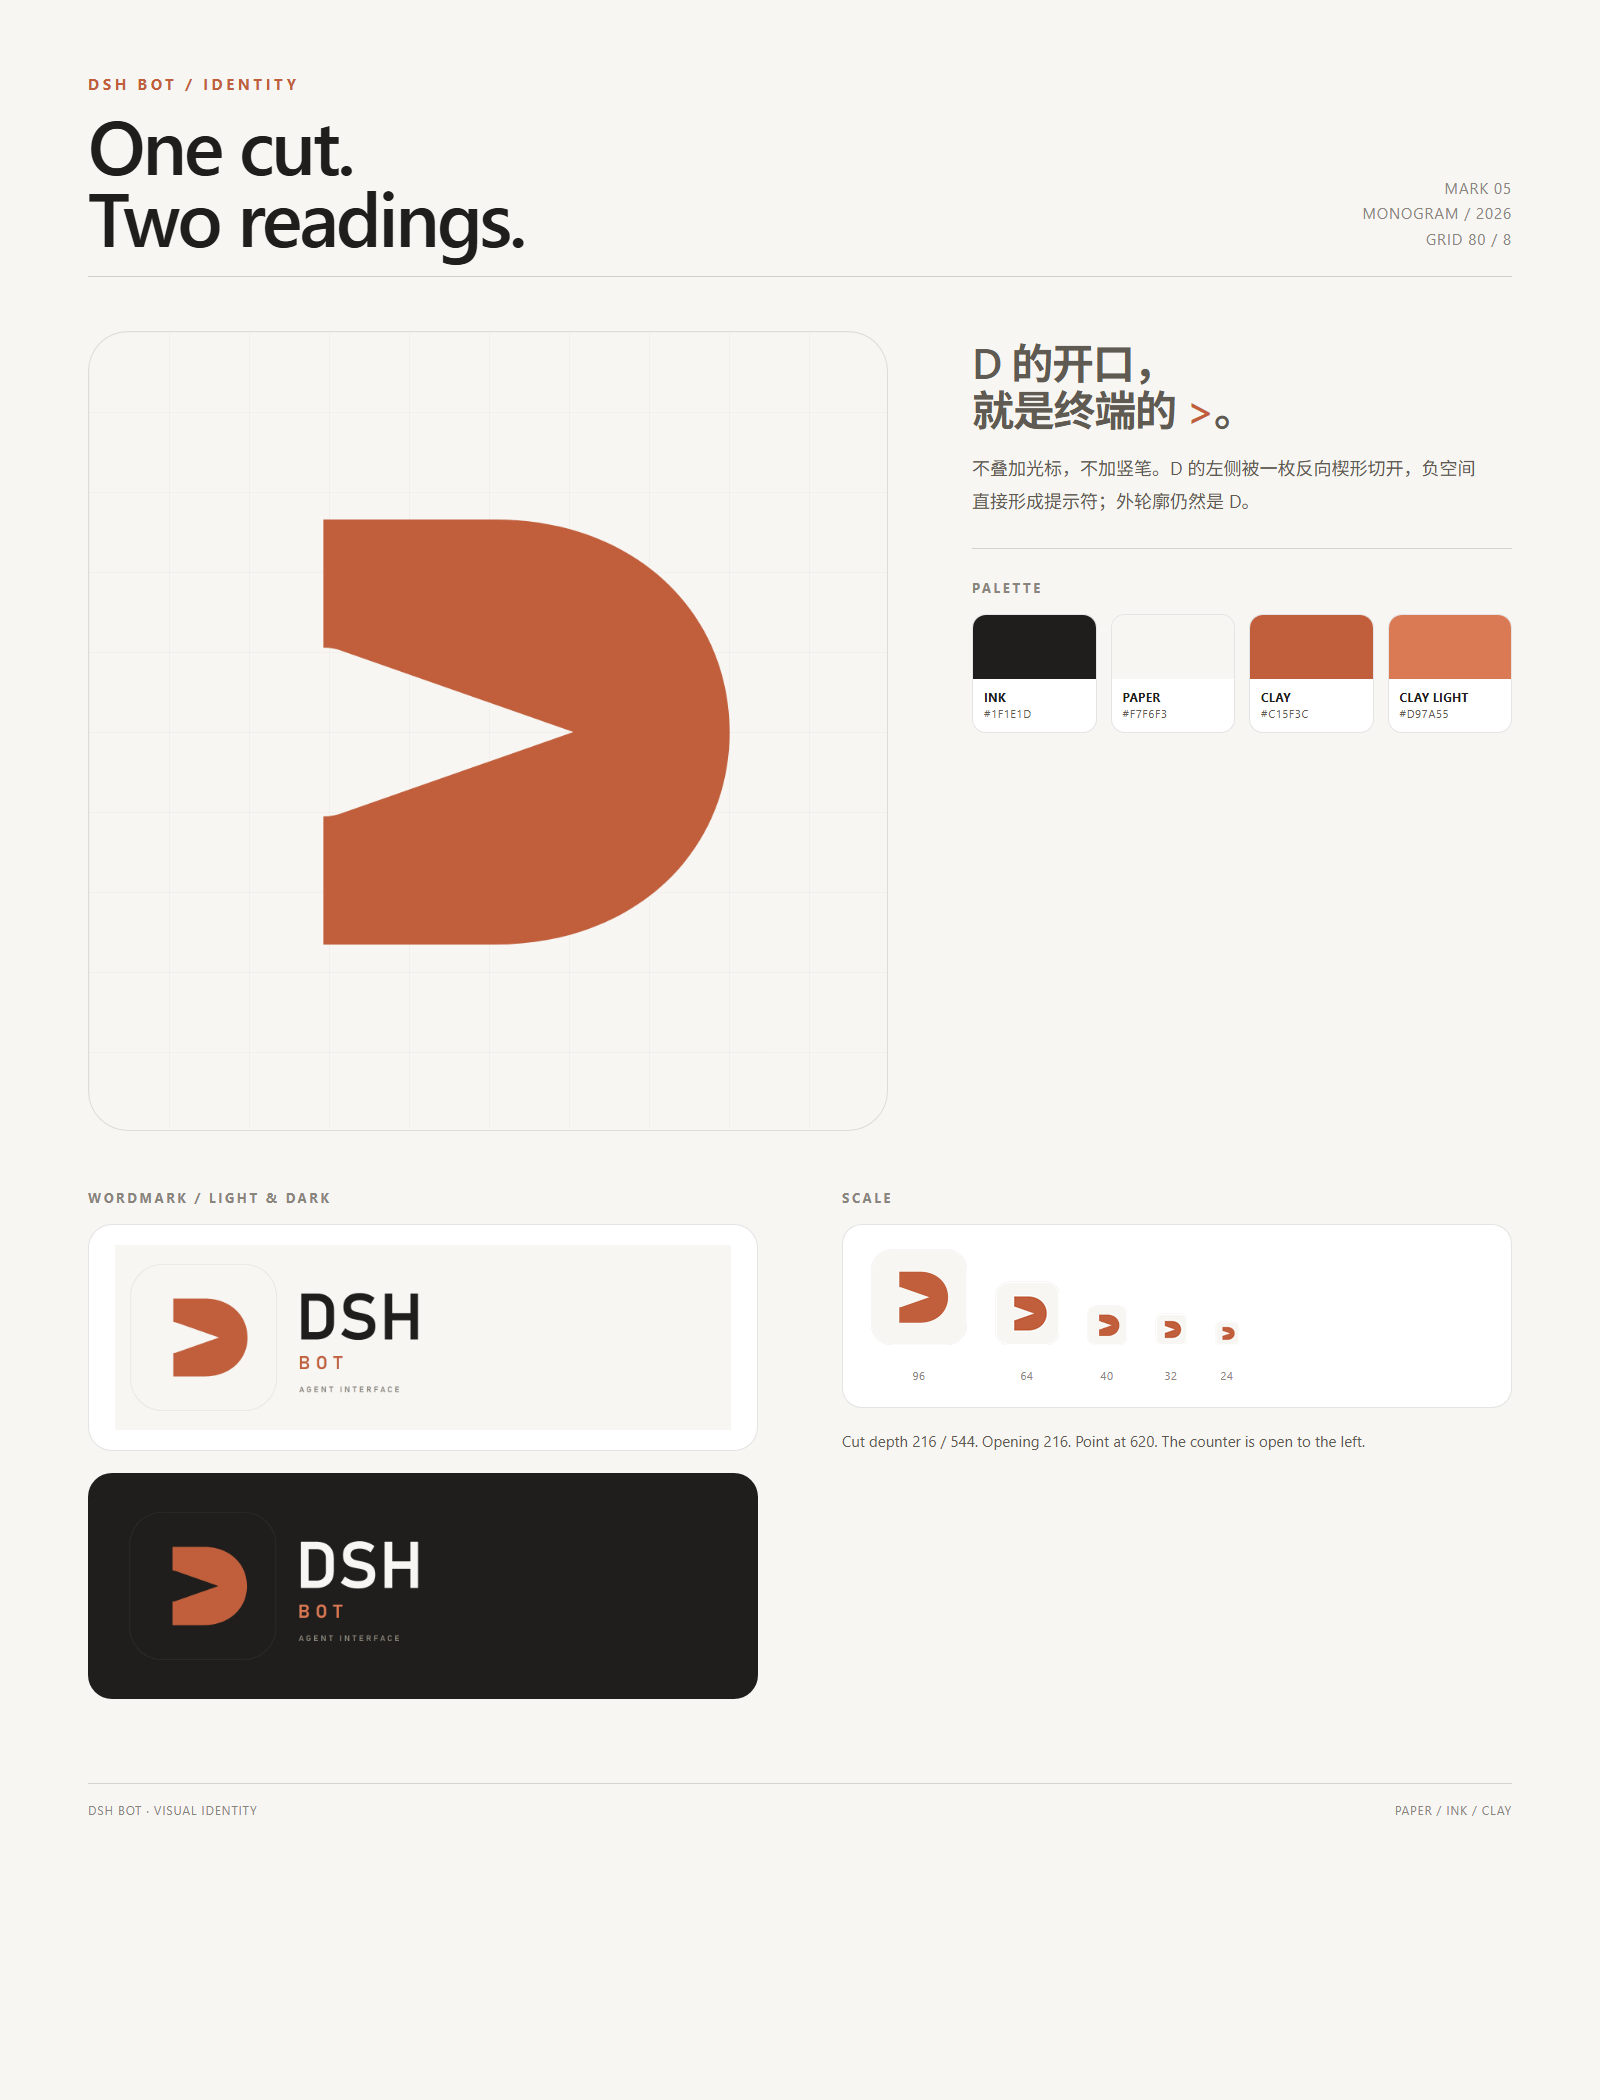 DSH BOT / IDENTITY
One cut.
Two readings.
MARK 05
MONOGRAM / 2026
GRID 80 / 8
D 的开口，
就是终端的 >。
不叠加光标，不加竖笔。D 的左侧被一枚反向楔形切开，负空间
直接形成提示符；外轮廓仍然是 D。
PALETTE
INK
#1F1E1D
PAPER
#F7F6F3
CLAY
#C15F3C
CLAY LIGHT
#D97A55
WORDMARK / LIGHT & DARK
DSH
BOT
AGENT INTERFACE
DSH
BOT
AGENT INTERFACE
SCALE
96 64 40 32 24
Cut depth 216 / 544. Opening 216. Point at 620. The counter is open to the left.
DSH BOT · VISUAL IDENTITY
PAPER / INK / CLAY